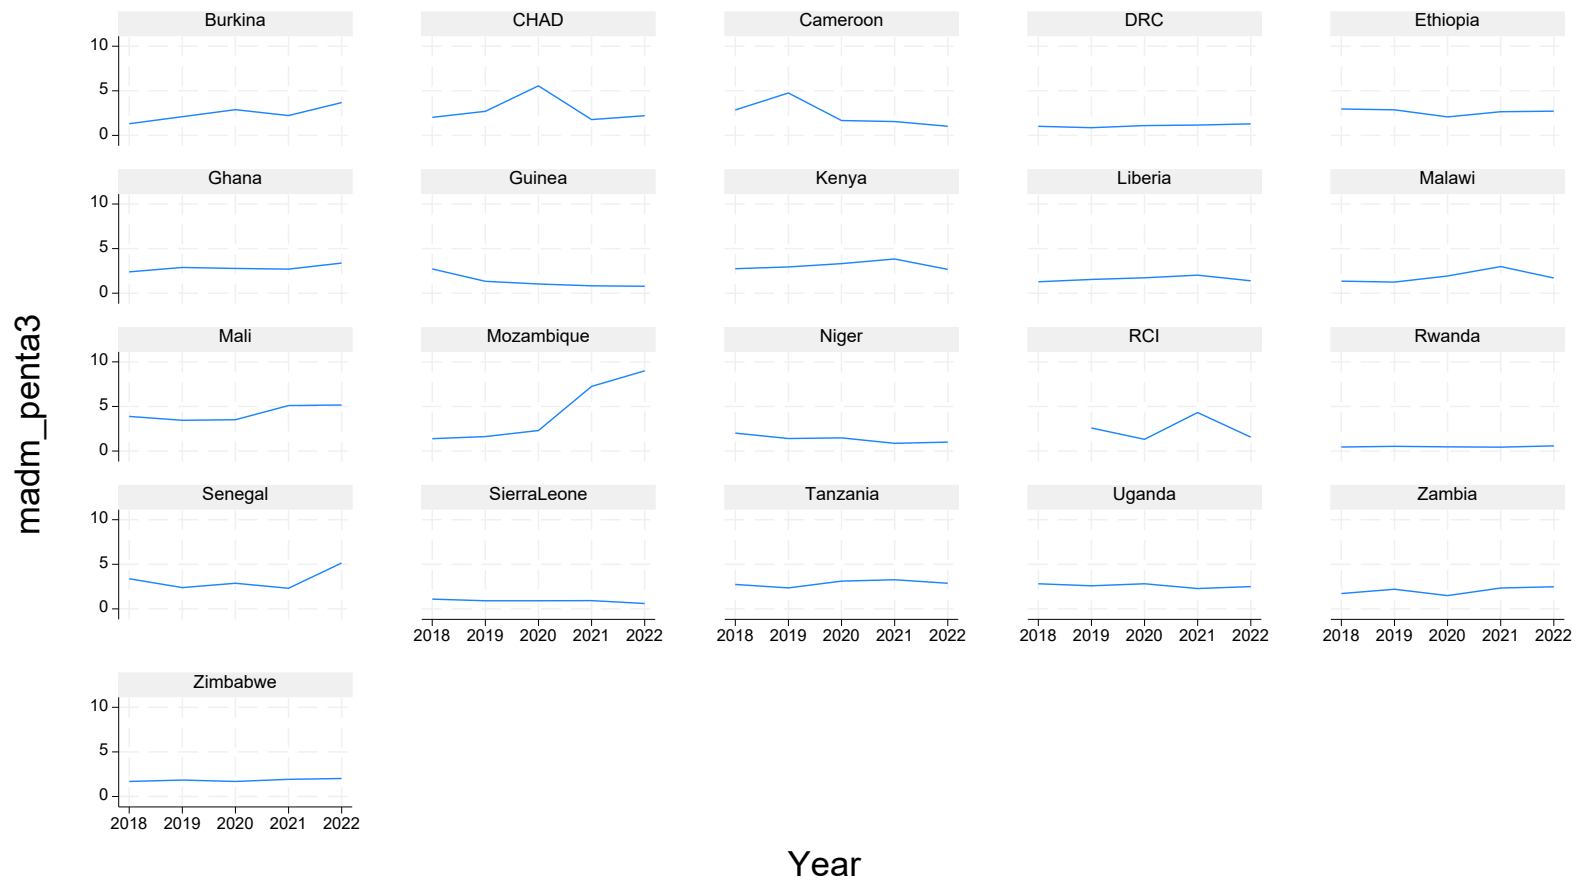 Burkina CHAD Cameroon DRC Ethiopia
10
5
0
Ghana Guinea Kenya Liberia Malawi
10
5
0
Mali Mozambique Niger RCI Rwanda
10
5
0
Senegal SierraLeone Tanzania Uganda Zambia
10
5
0
2018 2019 2020 2021 2022 2018 2019 2020 2021 2022 2018 2019 2020 2021 2022 2018 2019 2020 2021 2022
Zimbabwe
10
5
0
2018 2019 2020 2021 2022
madm_penta3
Year